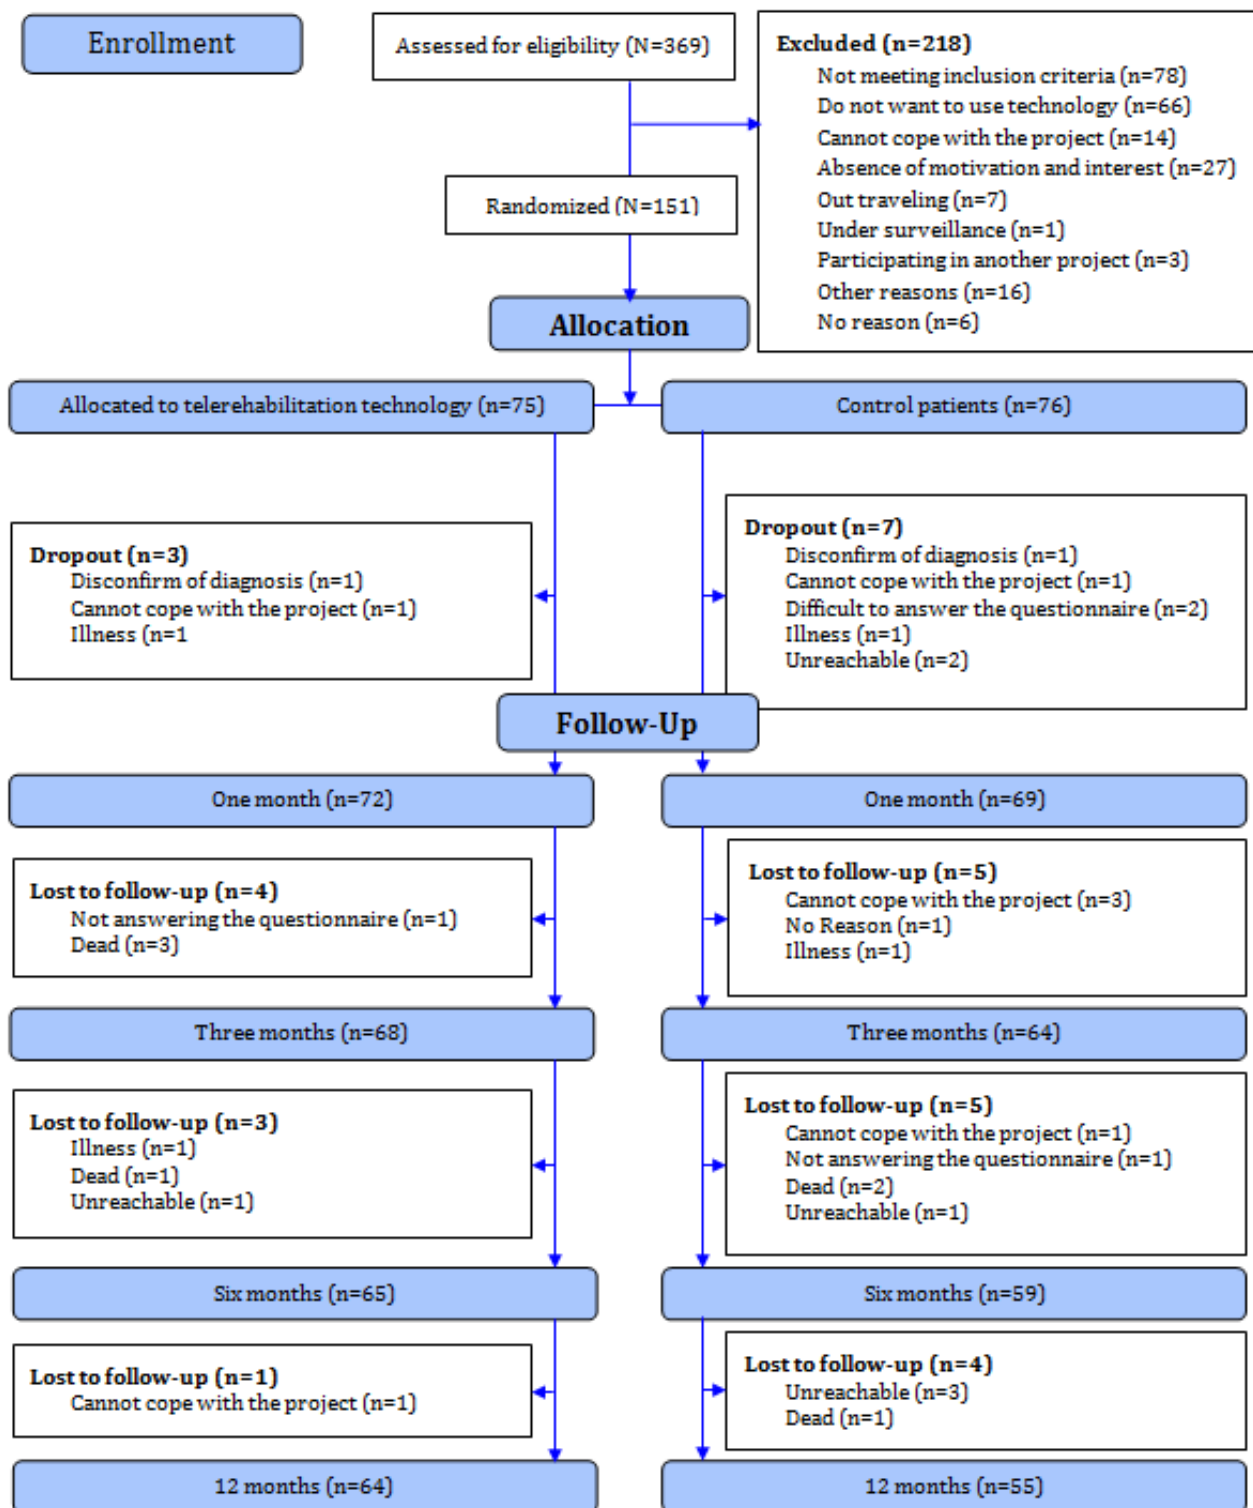 Enrollment
Assessed for eligibility (N=369)
Excluded (n=218)
Not meeting inclusion criteria (n=78)
Do not want to use technology (n=66)
Cannot cope with the project (n=14)
Absence of motivation and interest (n=27)
Out traveling (n=7)
Under surveillance (n=1)
Participating in another project (n=3)
Other reasons (n=16)
No reason (n=6)
Randomized (N=151)
Allocation
Allocated to telerehabilitation technology (n=75)
Control patients (n=76)
Dropout (n=3)
Disconfirm of diagnosis (n=1)
Cannot cope with the project (n=1)
Illness (n=1
Dropout (n=7)
Disconfirm of diagnosis (n=1)
Cannot cope with the project (n=1)
Difficult to answer the questionnaire (n=2)
Illness (n=1)
Unreachable (n=2)
Follow-Up
One month (n=72)
One month (n=69)
Lost to follow-up (n=4)
Not answering the questionnaire (n=1)
Dead (n=3)
Lost to follow-up (n=5)
Cannot cope with the project (n=3)
No Reason (n=1)
Illness (n=1)
Three months (n=68)
Three months (n=64)
Lost to follow-up (n=3)
Illness (n=1)
Dead (n=1)
Unreachable (n=1)
Lost to follow-up (n=5)
Cannot cope with the project (n=1)
Not answering the questionnaire (n=1)
Dead (n=2)
Unreachable (n=1)
Six months (n=65)
Six months (n=59)
Lost to follow-up (n=1)
Cannot cope with the project (n=1)
Lost to follow-up (n=4)
Unreachable (n=3)
Dead (n=1)
12 months (n=64)
12 months (n=55)